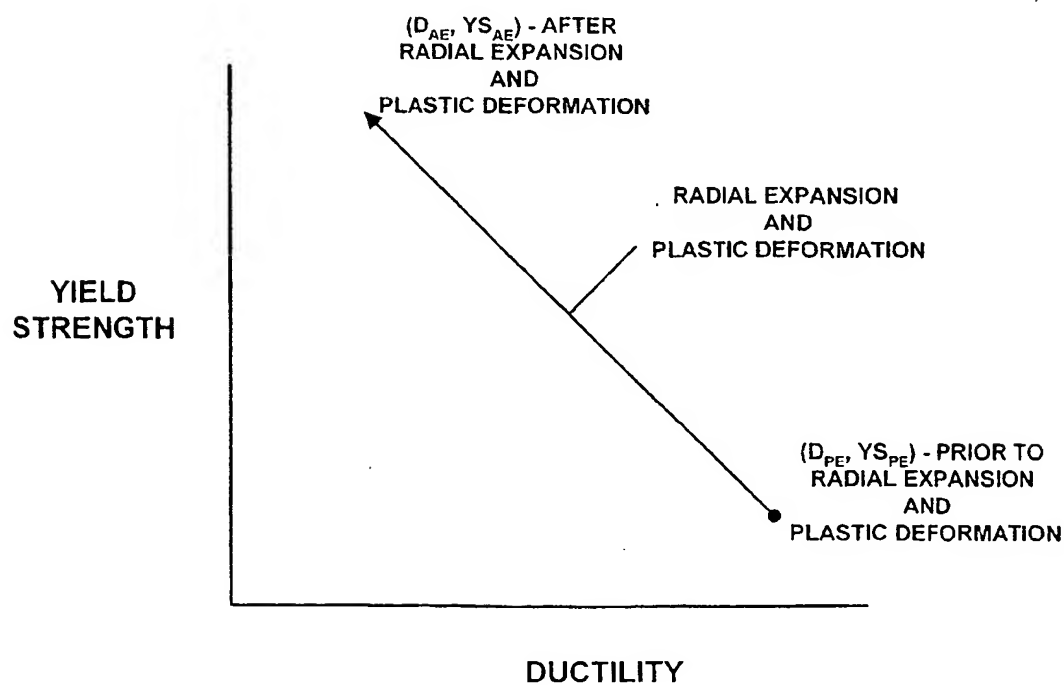 (D_AE, YS_AE) - AFTER
RADIAL EXPANSION
AND
PLASTIC DEFORMATION
RADIAL EXPANSION
AND
PLASTIC DEFORMATION
YIELD
STRENGTH
(D_PE, YS_PE) - PRIOR TO
RADIAL EXPANSION
AND
PLASTIC DEFORMATION
DUCTILITY